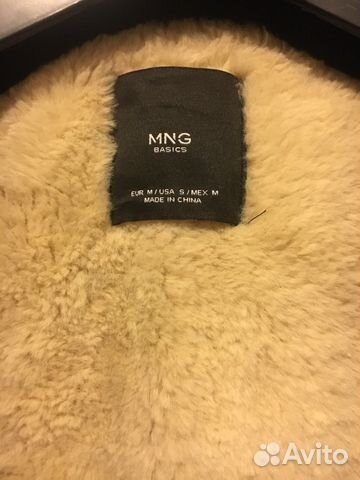 MNG
BASICS
EUR M / USA S / MEX M
MADE IN CHINA
Avito